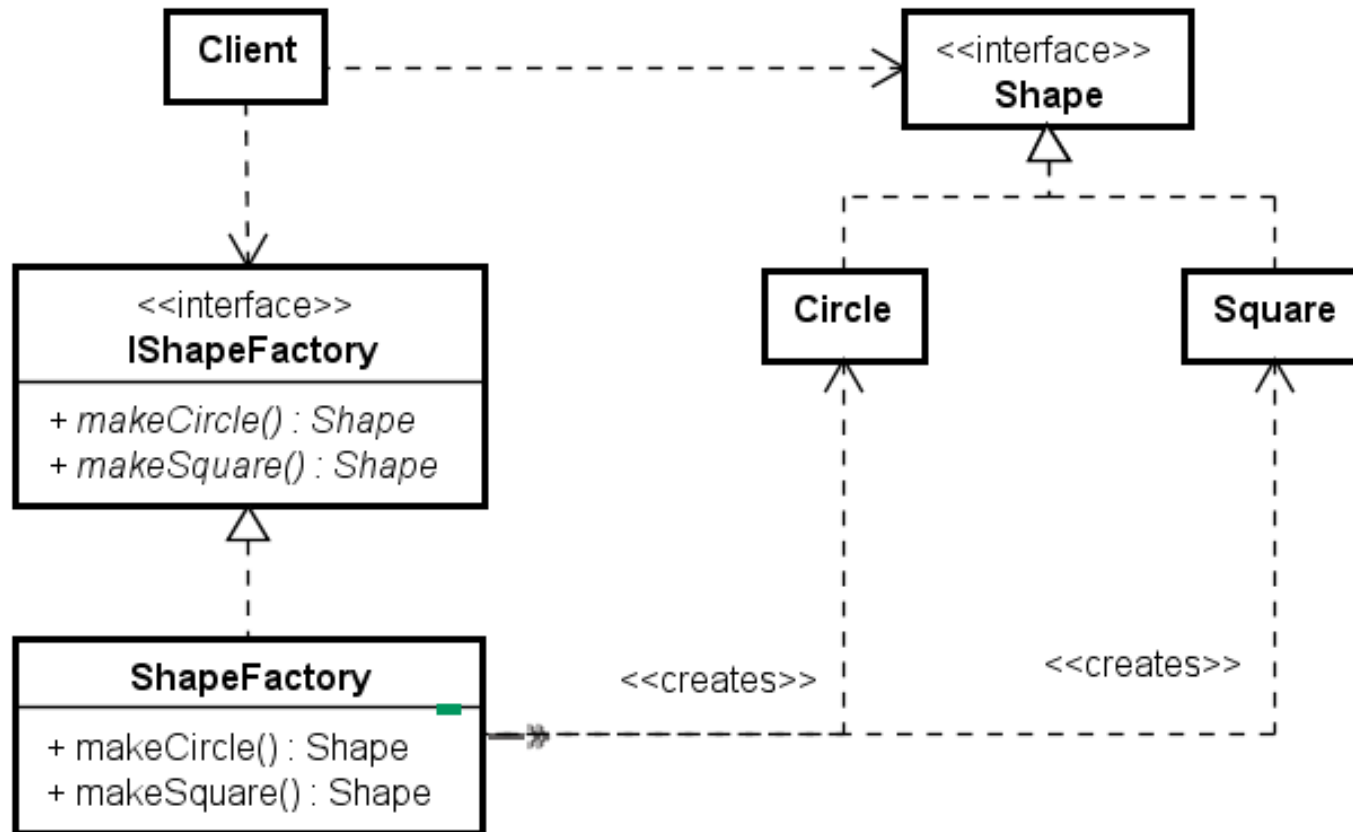 Client
<<interface>>
Shape
<<interface>>
IShapeFactory
+ makeCircle() : Shape
+ makeSquare() : Shape
Circle
Square
ShapeFactory
+ makeCircle() : Shape
+ makeSquare() : Shape
<<creates>>
<<creates>>